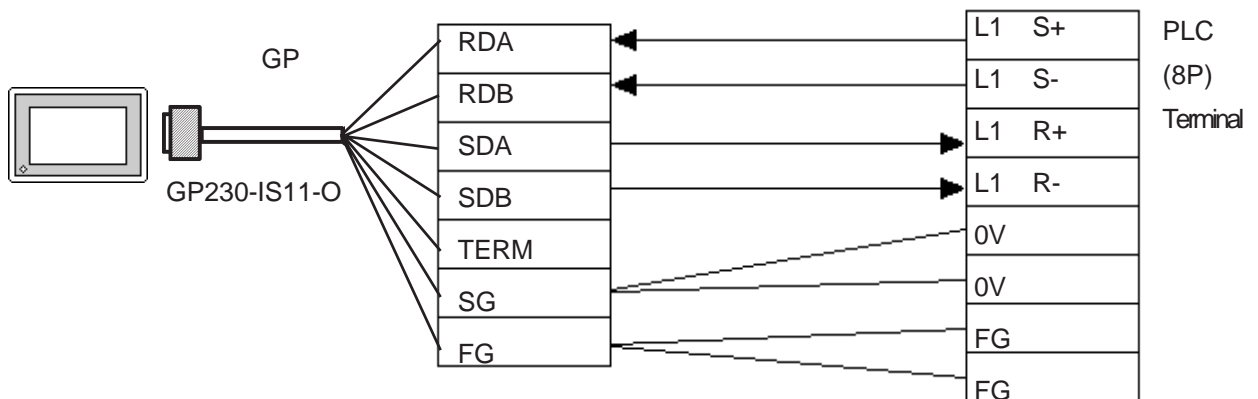 GP
GP230-IS11-O
RDA
RDB
SDA
SDB
TERM
SG
FG
L1 S+
L1 S-
L1 R+
L1 R-
0V
0V
FG
FG
PLC
(8P)
Terminal